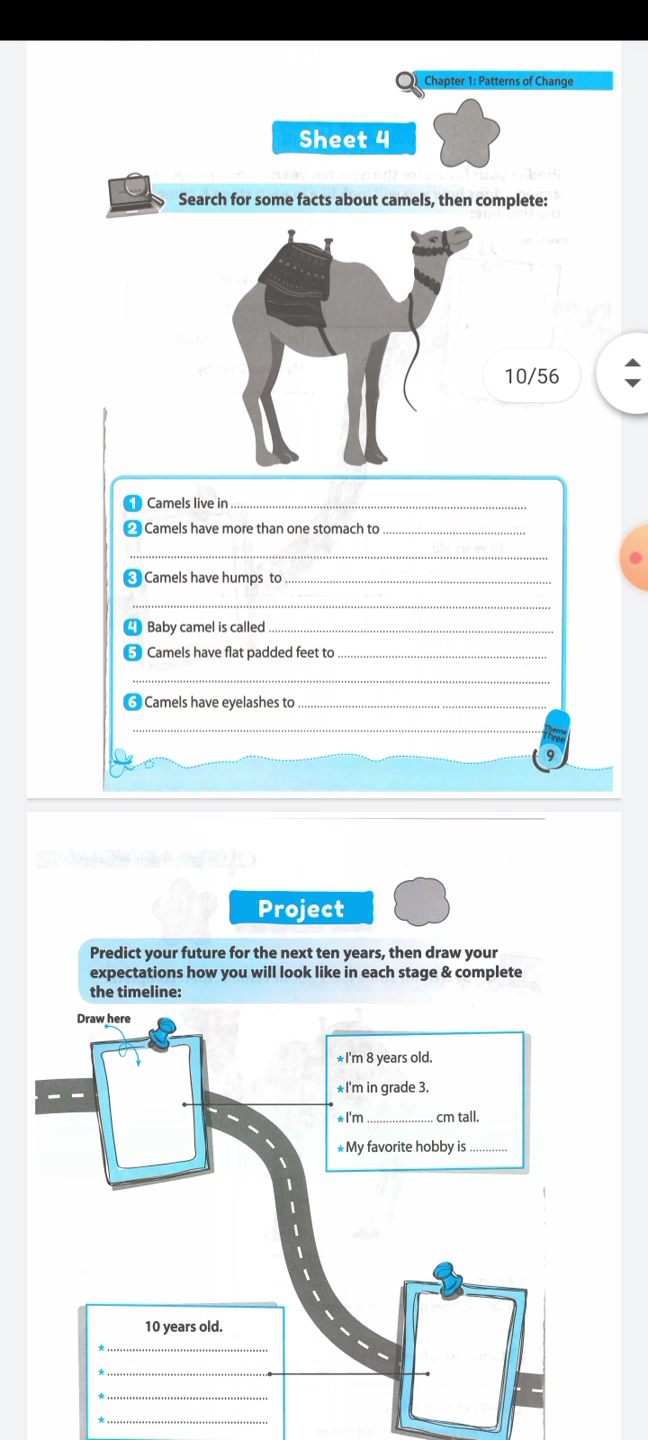 Chapter 1: Patterns of Change
Sheet 4
Search for some facts about camels, then complete:
10/56
1 Camels live in
2 Camels have more than one stomach to
3 Camels have humps to
4 Baby camel is called
5 Camels have flat padded feet to
6 Camels have eyelashes to
Theme
Three
9
Project
Predict your future for the next ten years, then draw your
expectations how you will look like in each stage & complete
the timeline:
Draw here
*I'm 8 years old.
*I'm in grade 3.
*I'm .................... cm tall.
*My favorite hobby is ...........
10 years old.
*
*
*
*